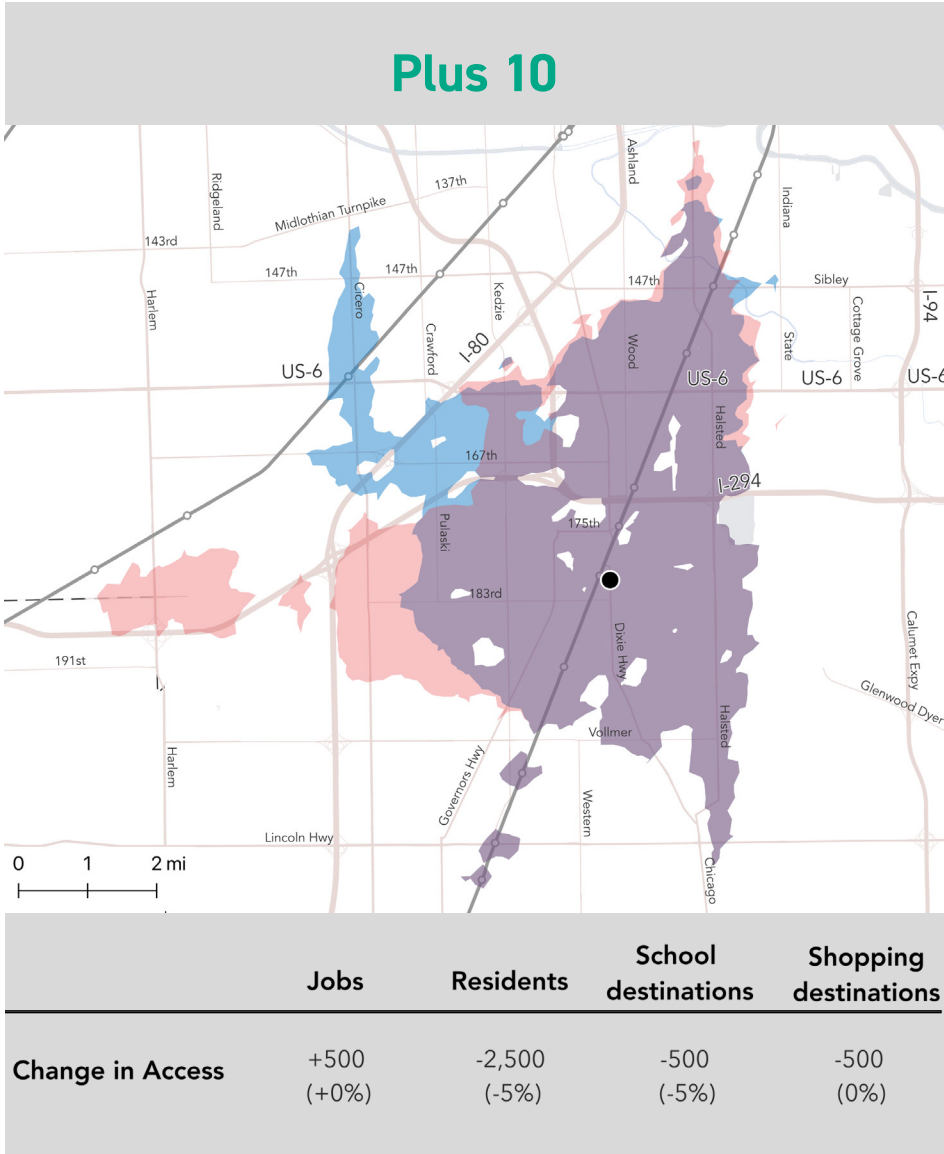 Plus 10
Ashland
137th
Ridgeland
Indiana
Midlothian Turnpike
143rd
147th
147th
147th
Sibley
Harlem
Cicero
Kedzie
I-94
Cottage Grove
Crawford
I-80
Wood
State
US-6
US-6
US-6
US-6
Halsted
167th
I-294
Pulaski
175th
183rd
Dixie Hwy
Calumet Expy
191st
Glenwood Dyer
Halsted
Vollmer
Harlem
Governors Hwy
Western
Lincoln Hwy
0 1 2 mi
Chicago
Jobs
Residents
School
destinations
Shopping
destinations
Change in Access
+500
(+0%)
-2,500
(-5%)
-500
(-5%)
-500
(0%)